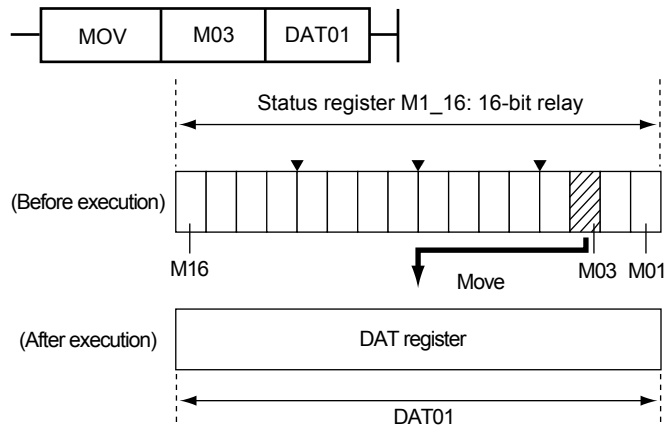 MOV M03 DAT01
Status register M1_16: 16-bit relay
(Before execution)
M16 M03 M01
Move
(After execution) DAT register
DAT01